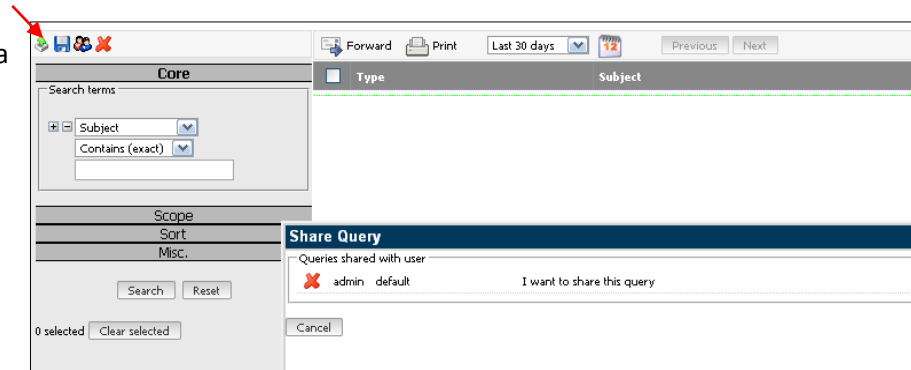 a
Forward Print Last 30 days 12 Previous Next
Core
Type Subject
Search terms
Subject
Contains (exact)
Scope
Sort
Misc.
Share Query
Queries shared with user
admin default I want to share this query
Search Reset
Cancel
0 selected Clear selected